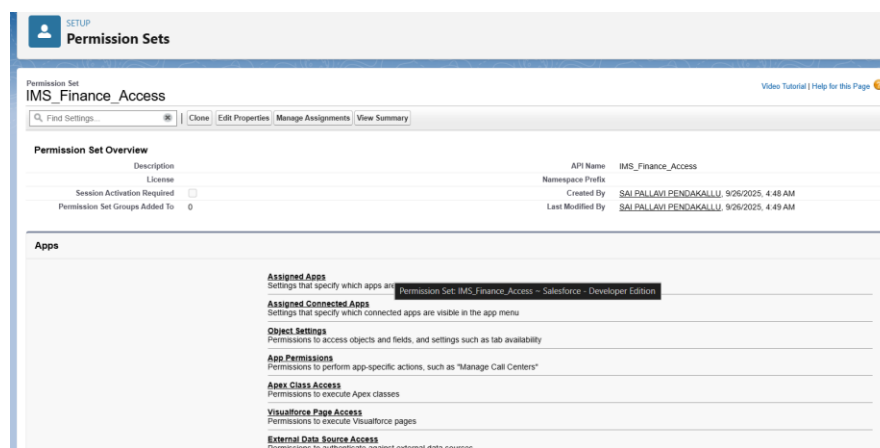 SETUP
Permission Sets
Permission Set
IMS_Finance_Access
Video Tutorial | Help for this Page
Find Settings... | Clone Edit Properties Manage Assignments View Summary
Permission Set Overview
Description API Name IMS_Finance_Access
License Namespace Prefix
Session Activation Required Created By SAI PALLAVI PENDAKALLU, 9/26/2025, 4:48 AM
Permission Set Groups Added To 0 Last Modified By SAI PALLAVI PENDAKALLU, 9/26/2025, 4:49 AM
Apps
Assigned Apps
Settings that specify which apps are
Permission Set: IMS_Finance_Access ~ Salesforce - Developer Edition
Assigned Connected Apps
Settings that specify which connected apps are visible in the app menu
Object Settings
Permissions to access objects and fields, and settings such as tab availability
App Permissions
Permissions to perform app-specific actions, such as "Manage Call Centers"
Apex Class Access
Permissions to execute Apex classes
Visualforce Page Access
Permissions to execute Visualforce pages
External Data Source Access
Permissions to authenticate against external data sources